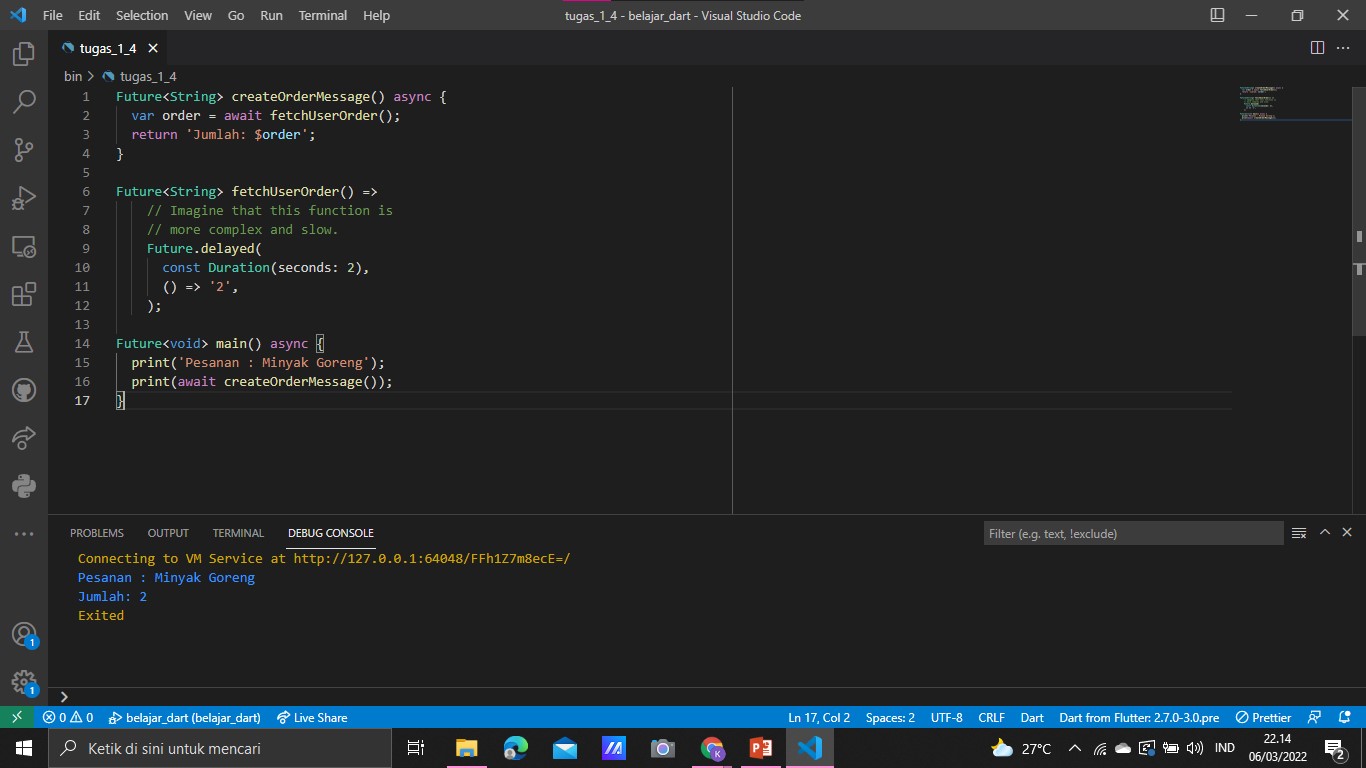 File Edit Selection View Go Run Terminal Help
tugas_1_4 - belajar_dart - Visual Studio Code
tugas_1_4
bin > tugas_1_4
1 Future<String> createOrderMessage() async {
2   var order = await fetchUserOrder();
3   return 'Jumlah: $order';
4 }
5
6 Future<String> fetchUserOrder() =>
7     // Imagine that this function is
8     // more complex and slow.
9     Future.delayed(
10       const Duration(seconds: 2),
11       () => '2',
12     );
13
14 Future<void> main() async {
15   print('Pesanan : Minyak Goreng');
16   print(await createOrderMessage());
17 }
PROBLEMS OUTPUT TERMINAL DEBUG CONSOLE
Filter (e.g. text, !exclude)
Connecting to VM Service at http://127.0.0.1:64048/FFh1Z7m8ecE=/
Pesanan : Minyak Goreng
Jumlah: 2
Exited
1
1
0 0 belajar_dart (belajar_dart) Live Share
Ln 17, Col 2 Spaces: 2 UTF-8 CRLF Dart Dart from Flutter: 2.7.0-3.0.pre Prettier
Ketik di sini untuk mencari
K
27°C
IND
22.14
06/03/2022
2